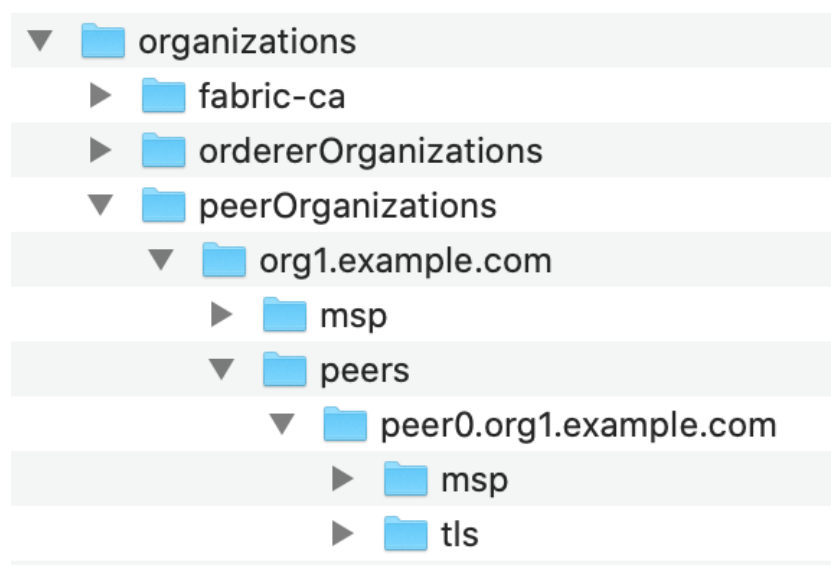 organizations
fabric-ca
ordererOrganizations
peerOrganizations
org1.example.com
msp
peers
peer0.org1.example.com
msp
tls